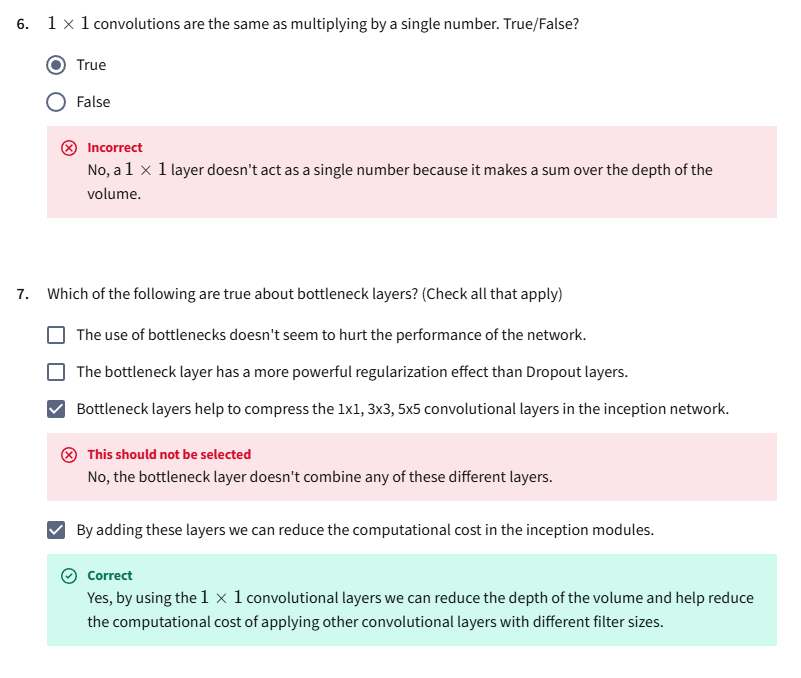 6. 1 × 1 convolutions are the same as multiplying by a single number. True/False?
True
False
Incorrect
No, a 1 × 1 layer doesn't act as a single number because it makes a sum over the depth of the
volume.
7. Which of the following are true about bottleneck layers? (Check all that apply)
The use of bottlenecks doesn't seem to hurt the performance of the network.
The bottleneck layer has a more powerful regularization effect than Dropout layers.
Bottleneck layers help to compress the 1x1, 3x3, 5x5 convolutional layers in the inception network.
This should not be selected
No, the bottleneck layer doesn't combine any of these different layers.
By adding these layers we can reduce the computational cost in the inception modules.
Correct
Yes, by using the 1 × 1 convolutional layers we can reduce the depth of the volume and help reduce
the computational cost of applying other convolutional layers with different filter sizes.